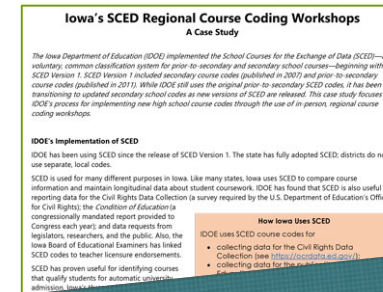 Iowa's SCED Regional Course Coding Workshops
A Case Study
The Iowa Department of Education (IDOE) implemented the School Courses for the Exchange of Data (SCED)—
voluntary, common classification system for prior-to-secondary and secondary school courses—beginning with
SCED Version 1. SCED Version 1 included secondary course codes (published in 2007) and prior-to-secondary
course codes (published in 2011). While IDOE still uses the original prior-to-secondary SCED codes, it has been
transitioning to updated secondary school codes as new versions of SCED are released. This case study focuses
IDOE's process for implementing new high school course codes through the use of in-person, regional course
coding workshops.
IDOE's Implementation of SCED
IDOE has been using SCED since the release of SCED Version 1. The state has fully adopted SCED; districts do
use separate, local codes.
SCED is used for many different purposes in Iowa. Like many states, Iowa uses SCED to compare course
information and maintain longitudinal data about student coursework. IDOE has found that SCED is also useful
reporting data for the Civil Rights Data Collection (a survey required by the U.S. Department of Education's
for Civil Rights); the Condition of Education (a
congressionally mandated report provided to
Congress each year); and data requests from
legislators, researchers, and the public. Also, the
Iowa Board of Educational Examiners has linked
SCED codes to teacher licensure endorsements.
SCED has proven useful for identifying courses
that qualify students for automatic university
admission. Iowa's
How Iowa Uses SCED
IDOE uses SCED course codes for
• collecting data for the Civil Rights Data
Collection (see https://ocrdata.ed.gov/);
• collecting data for the